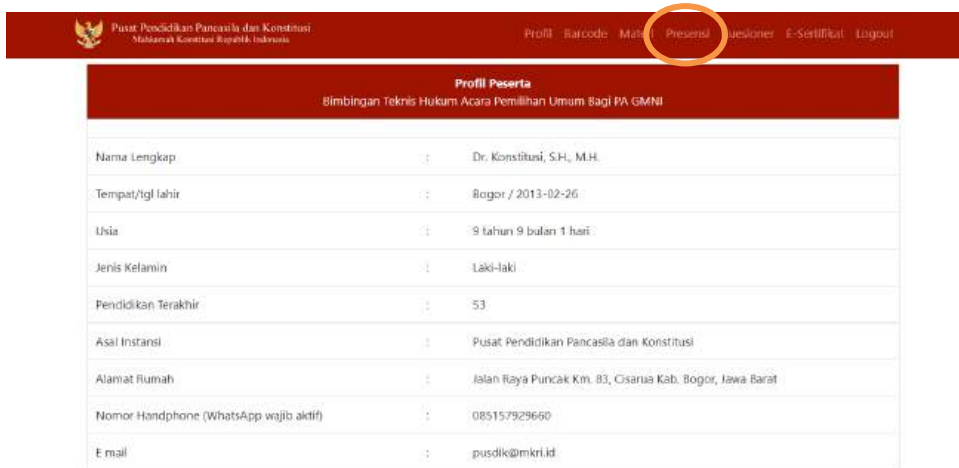 Pusat Pendidikan Pancasila dan Konstitusi
Mahkamah Konstitusi Republik Indonesia
Profil Barcode Materi Presensi Kuesioner E-Sertifikat Logout
Profil Peserta
Bimbingan Teknis Hukum Acara Pemilihan Umum Bagi PA GMNI
Nama Lengkap : Dr. Konstitusi, S.H., M.H.
Tempat/tgl lahir : Bogor / 2013-02-26
Usia : 9 tahun 9 bulan 1 hari
Jenis Kelamin : Laki-laki
Pendidikan Terakhir : S3
Asal Instansi : Pusat Pendidikan Pancasila dan Konstitusi
Alamat Rumah : Jalan Raya Puncak Km. 83, Cisarua Kab. Bogor, Jawa Barat
Nomor Handphone (WhatsApp wajib aktif) : 085157929660
E mail : pusdik@mkri.id